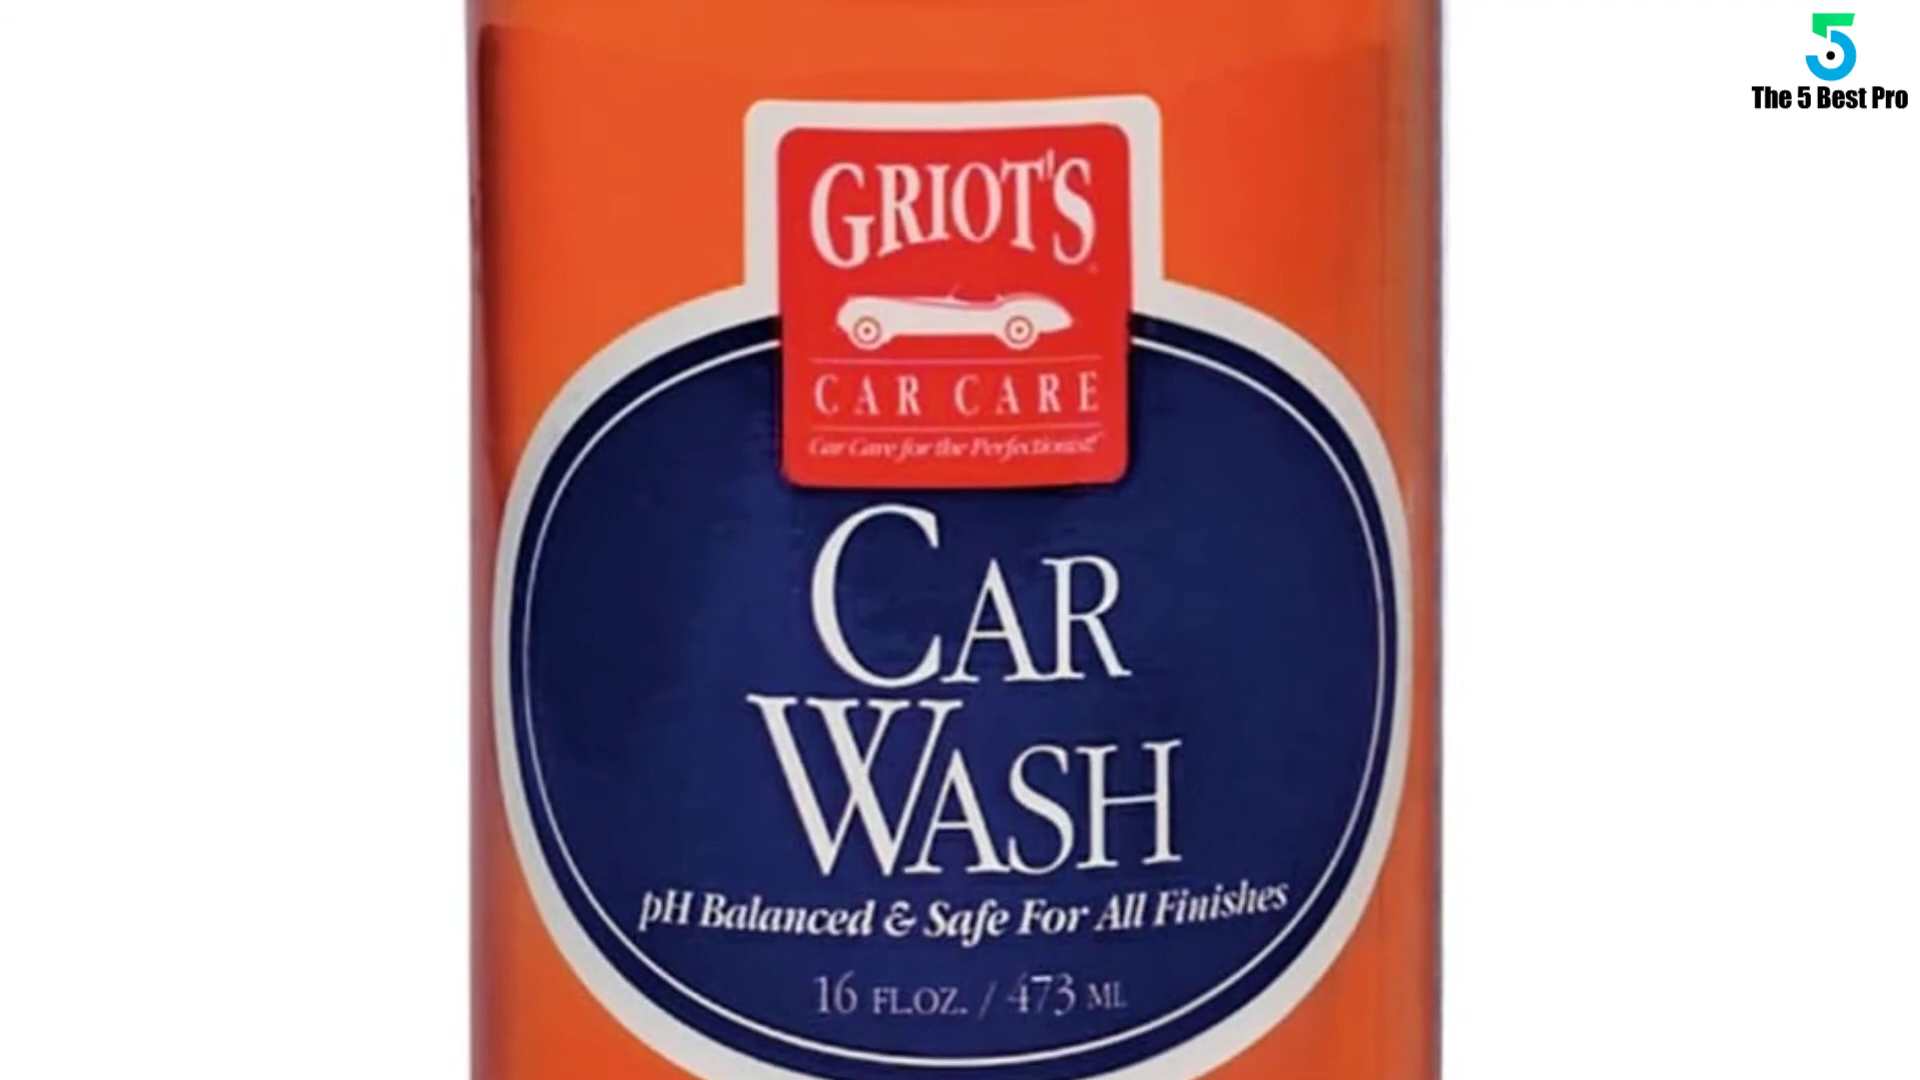 5
The 5 Best Pro
GRIOT'S
CAR CARE
Car Care for the Perfectionist!
CAR
WASH
pH Balanced & Safe For All Finishes
16 FL.OZ. / 473 ML